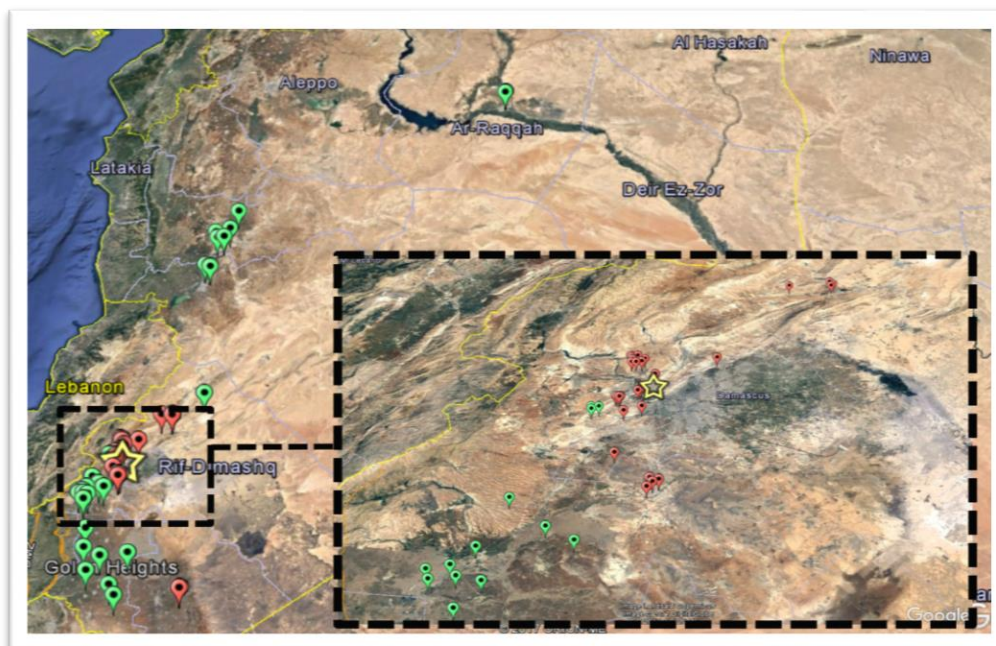 Al Hasakah
Ninawa
Aleppo
Ar-Raqqah
Latakia
Deir Ez-Zor
Lebanon
Damascus
Rif-Dimashq
Golan Heights
Google